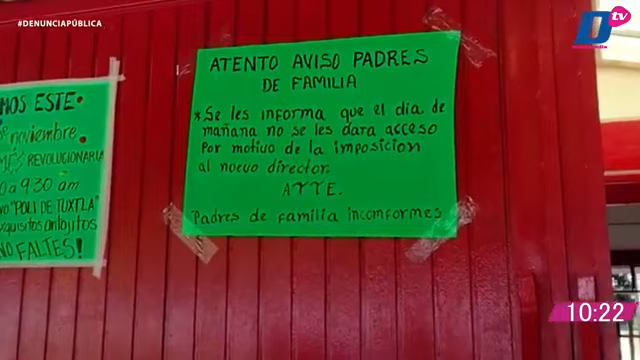 #DENUNCIAPÚBLICA
D tv
ATENTO AVISO PADRES
DE FAMILIA
*Se les informa que el dia de
mañana no se les dara acceso
Por motivo de la imposicion
al nuevo director.
ATTE.
Padres de familia incomformes
MOS ESTE
noviembre
REVOLUCIONARIA
a 9:30 am
"POLI DE TUXTLA"
xquisitos antojitos
NO FALTES!
10:22